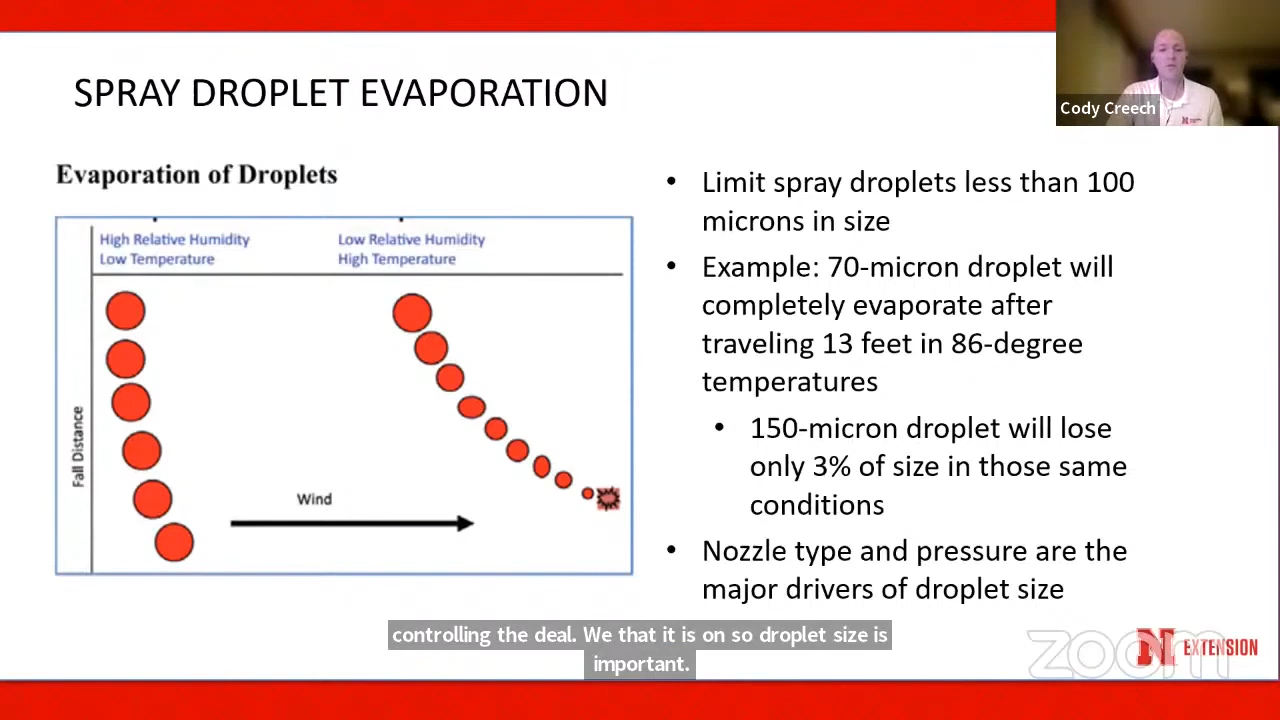 SPRAY DROPLET EVAPORATION
Cody Creech
N
Evaporation of Droplets
High Relative Humidity
Low Temperature
Low Relative Humidity
High Temperature
Fall Distance
Wind
• Limit spray droplets less than 100
microns in size
• Example: 70-micron droplet will
completely evaporate after
traveling 13 feet in 86-degree
temperatures
• 150-micron droplet will lose
only 3% of size in those same
conditions
• Nozzle type and pressure are the
major drivers of droplet size
controlling the deal. We that it is on so droplet size is
important.
zoom
N EXTENSION